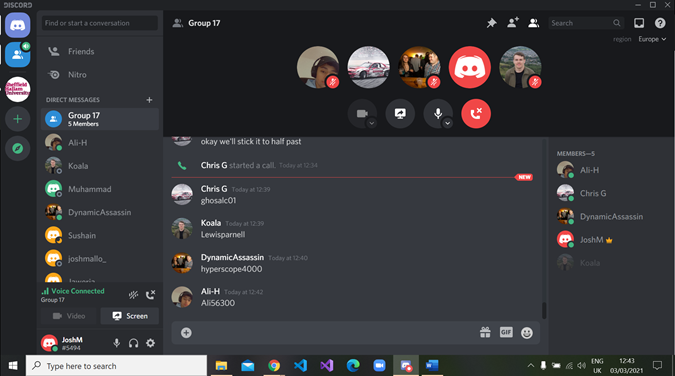 DISCORD
Find or start a conversation
Group 17
Search
region Europe
Friends
Nitro
DIRECT MESSAGES
Group 17
5 Members
Ali-H
Koala
Muhammad
DynamicAssassin
Sushain
joshmallo_
Jaweria
Voice Connected
Group 17
Video
Screen
JoshM
#5494
Sheffield
Hallam
University
okay we'll stick it to half past
Chris G started a call. Today at 12:34
NEW
Chris G Today at 12:39
ghosalc01
Koala Today at 12:39
Lewisparnell
DynamicAssassin Today at 12:40
hyperscope4000
Ali-H Today at 12:42
Ali56300
GIF
MEMBERS—5
Ali-H
Chris G
DynamicAssassin
JoshM
Koala
Type here to search
ENG
UK
12:43
03/03/2021